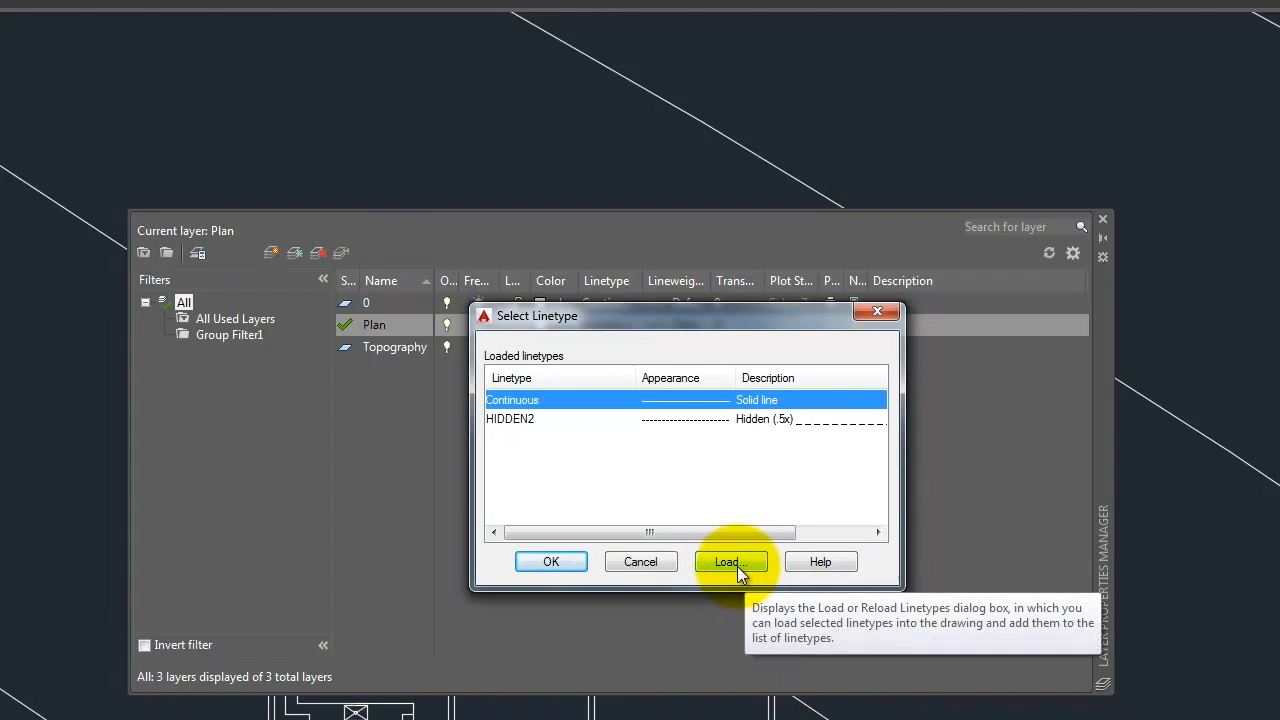 Current layer: Plan
Search for layer
Filters
S... Name O... Fre... L... Color Linetype Lineweig... Trans... Plot St... P... N... Description
All
0
All Used Layers
Plan
Group Filter1
Topography
Select Linetype
Loaded linetypes
Linetype Appearance Description
Continuous Solid line
HIDDEN2 Hidden (.5x) _ _ _ _ _ _ _ _ _ _
OK Cancel Load... Help
Displays the Load or Reload Linetypes dialog box, in which you
can load selected linetypes into the drawing and add them to the
list of linetypes.
Invert filter
All: 3 layers displayed of 3 total layers
LAYER PROPERTIES MANAGER